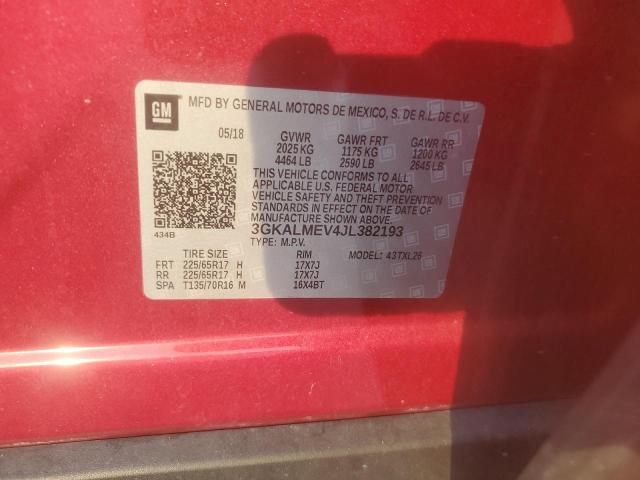 GM
MFD BY GENERAL MOTORS DE MEXICO, S. DE R.L. DE C.V.
05/18 GVWR GAWR FRT GAWR RR
2025 KG 1175 KG 1200 KG
4464 LB 2590 LB 2645 LB
THIS VEHICLE CONFORMS TO ALL
APPLICABLE U.S. FEDERAL MOTOR
VEHICLE SAFETY AND THEFT PREVENTION
STANDARDS IN EFFECT ON THE DATE OF
MANUFACTURE SHOWN ABOVE.
434B 3GKALMEV4JL382193
TYPE: M.P.V. MODEL: 43TXL26
TIRE SIZE RIM
FRT 225/65R17 H 17X7J
RR 225/65R17 H 17X7J
SPA T135/70R16 M 16X4BT